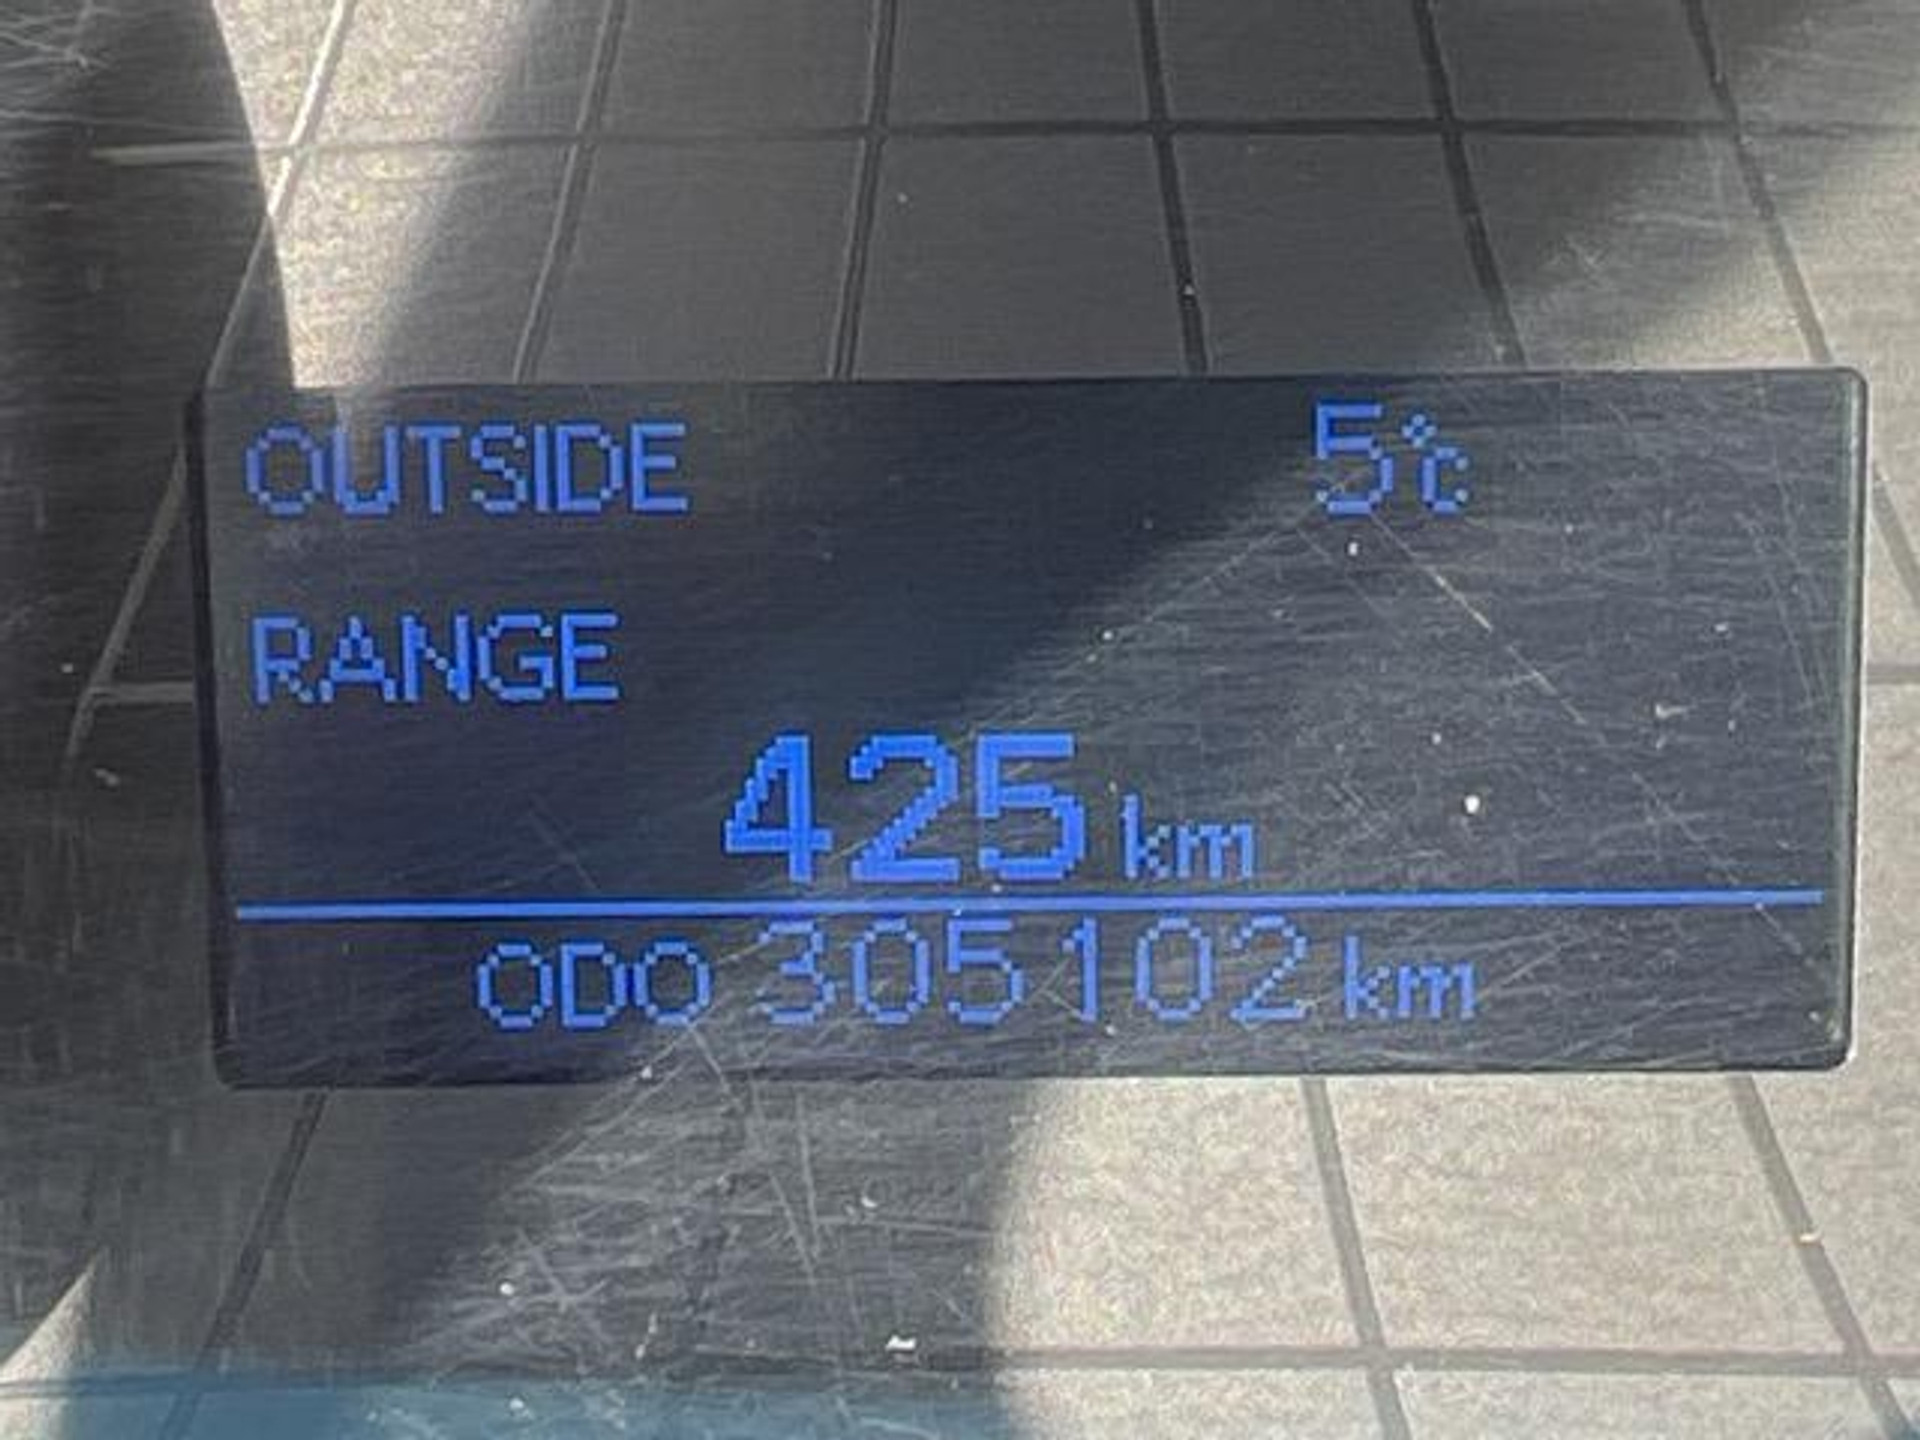 OUTSIDE 5°C
RANGE
425 km
ODO 305102 km